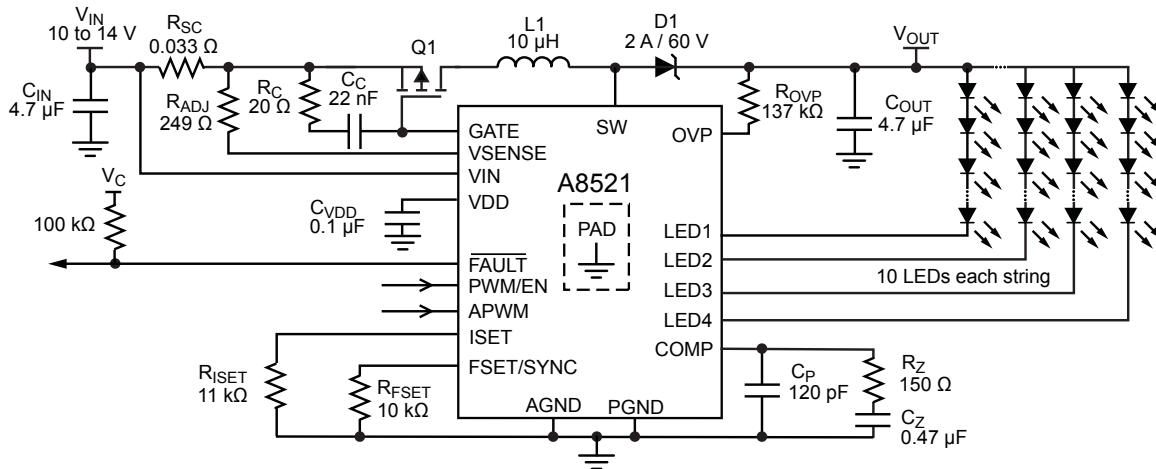 VIN
10 to 14 V
RSC
0.033 Ω
Q1
L1
10 µH
D1
2 A / 60 V
VOUT
CIN
4.7 µF
RADJ
249 Ω
RC
20 Ω
CC
22 nF
ROVP
137 kΩ
COUT
4.7 µF
GATE
VSENSE
VIN
VDD
SW
OVP
A8521
PAD
VC
100 kΩ
CVDD
0.1 µF
FAULT
PWM/EN
APWM
ISET
FSET/SYNC
LED1
LED2
LED3
LED4
COMP
10 LEDs each string
RISET
11 kΩ
RFSET
10 kΩ
AGND
PGND
CP
120 pF
RZ
150 Ω
CZ
0.47 µF